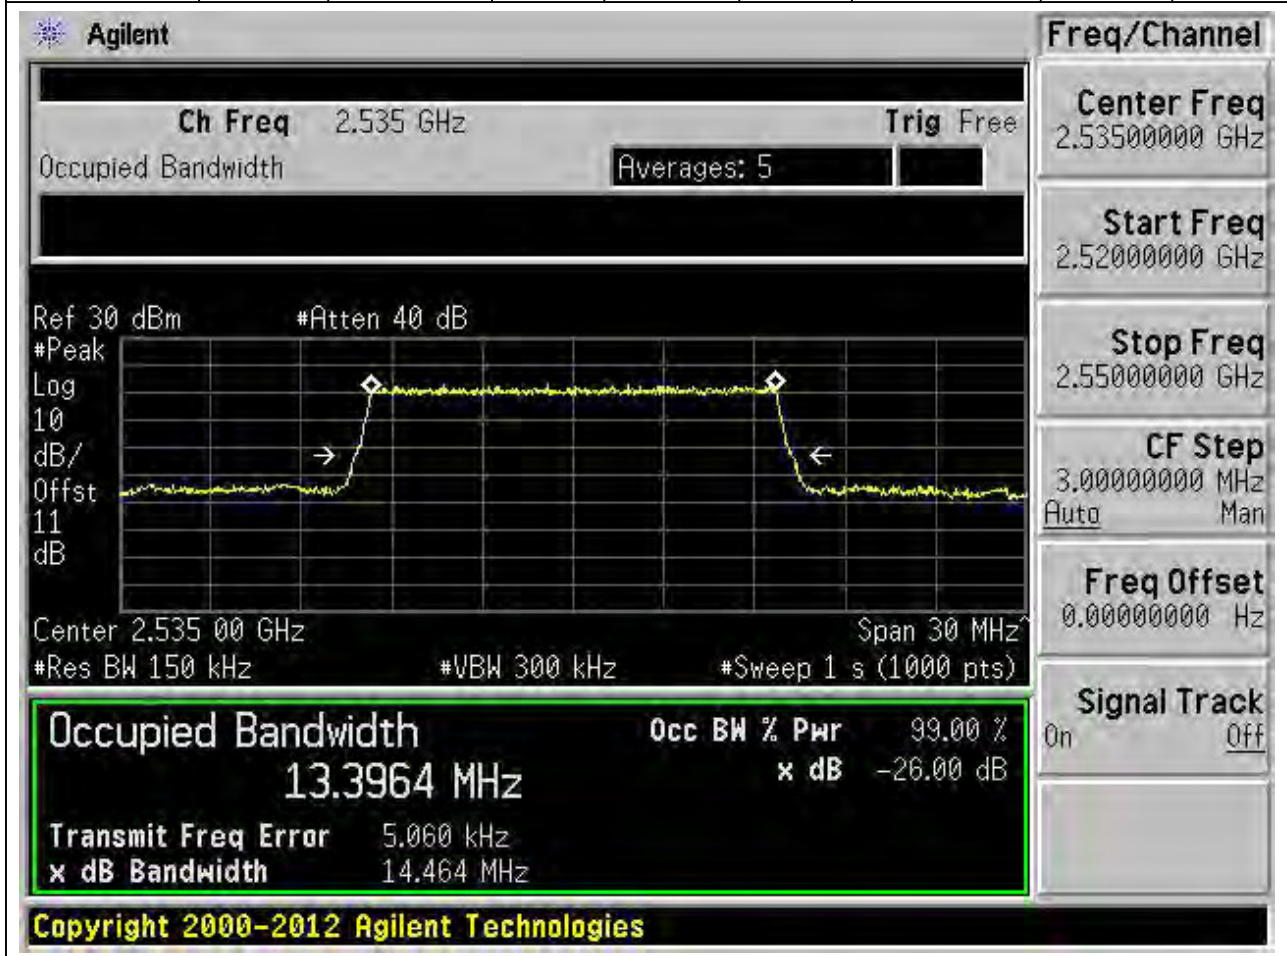 Agilent
Freq/Channel
Ch Freq 2.535 GHz Trig Free
Occupied Bandwidth Averages: 5
Center Freq
2.53500000 GHz
Start Freq
2.52000000 GHz
Stop Freq
2.55000000 GHz
CF Step
3.00000000 MHz
Auto Man
Freq Offset
0.00000000 Hz
Signal Track
On Off
Ref 30 dBm #Atten 40 dB
#Peak
Log
10
dB/
Offst
11
dB
Center 2.535 00 GHz Span 30 MHz^
#Res BW 150 kHz #VBW 300 kHz #Sweep 1 s (1000 pts)
Occupied Bandwidth
13.3964 MHz
Occ BW % Pwr 99.00 %
x dB -26.00 dB
Transmit Freq Error 5.060 kHz
x dB Bandwidth 14.464 MHz
Copyright 2000-2012 Agilent Technologies